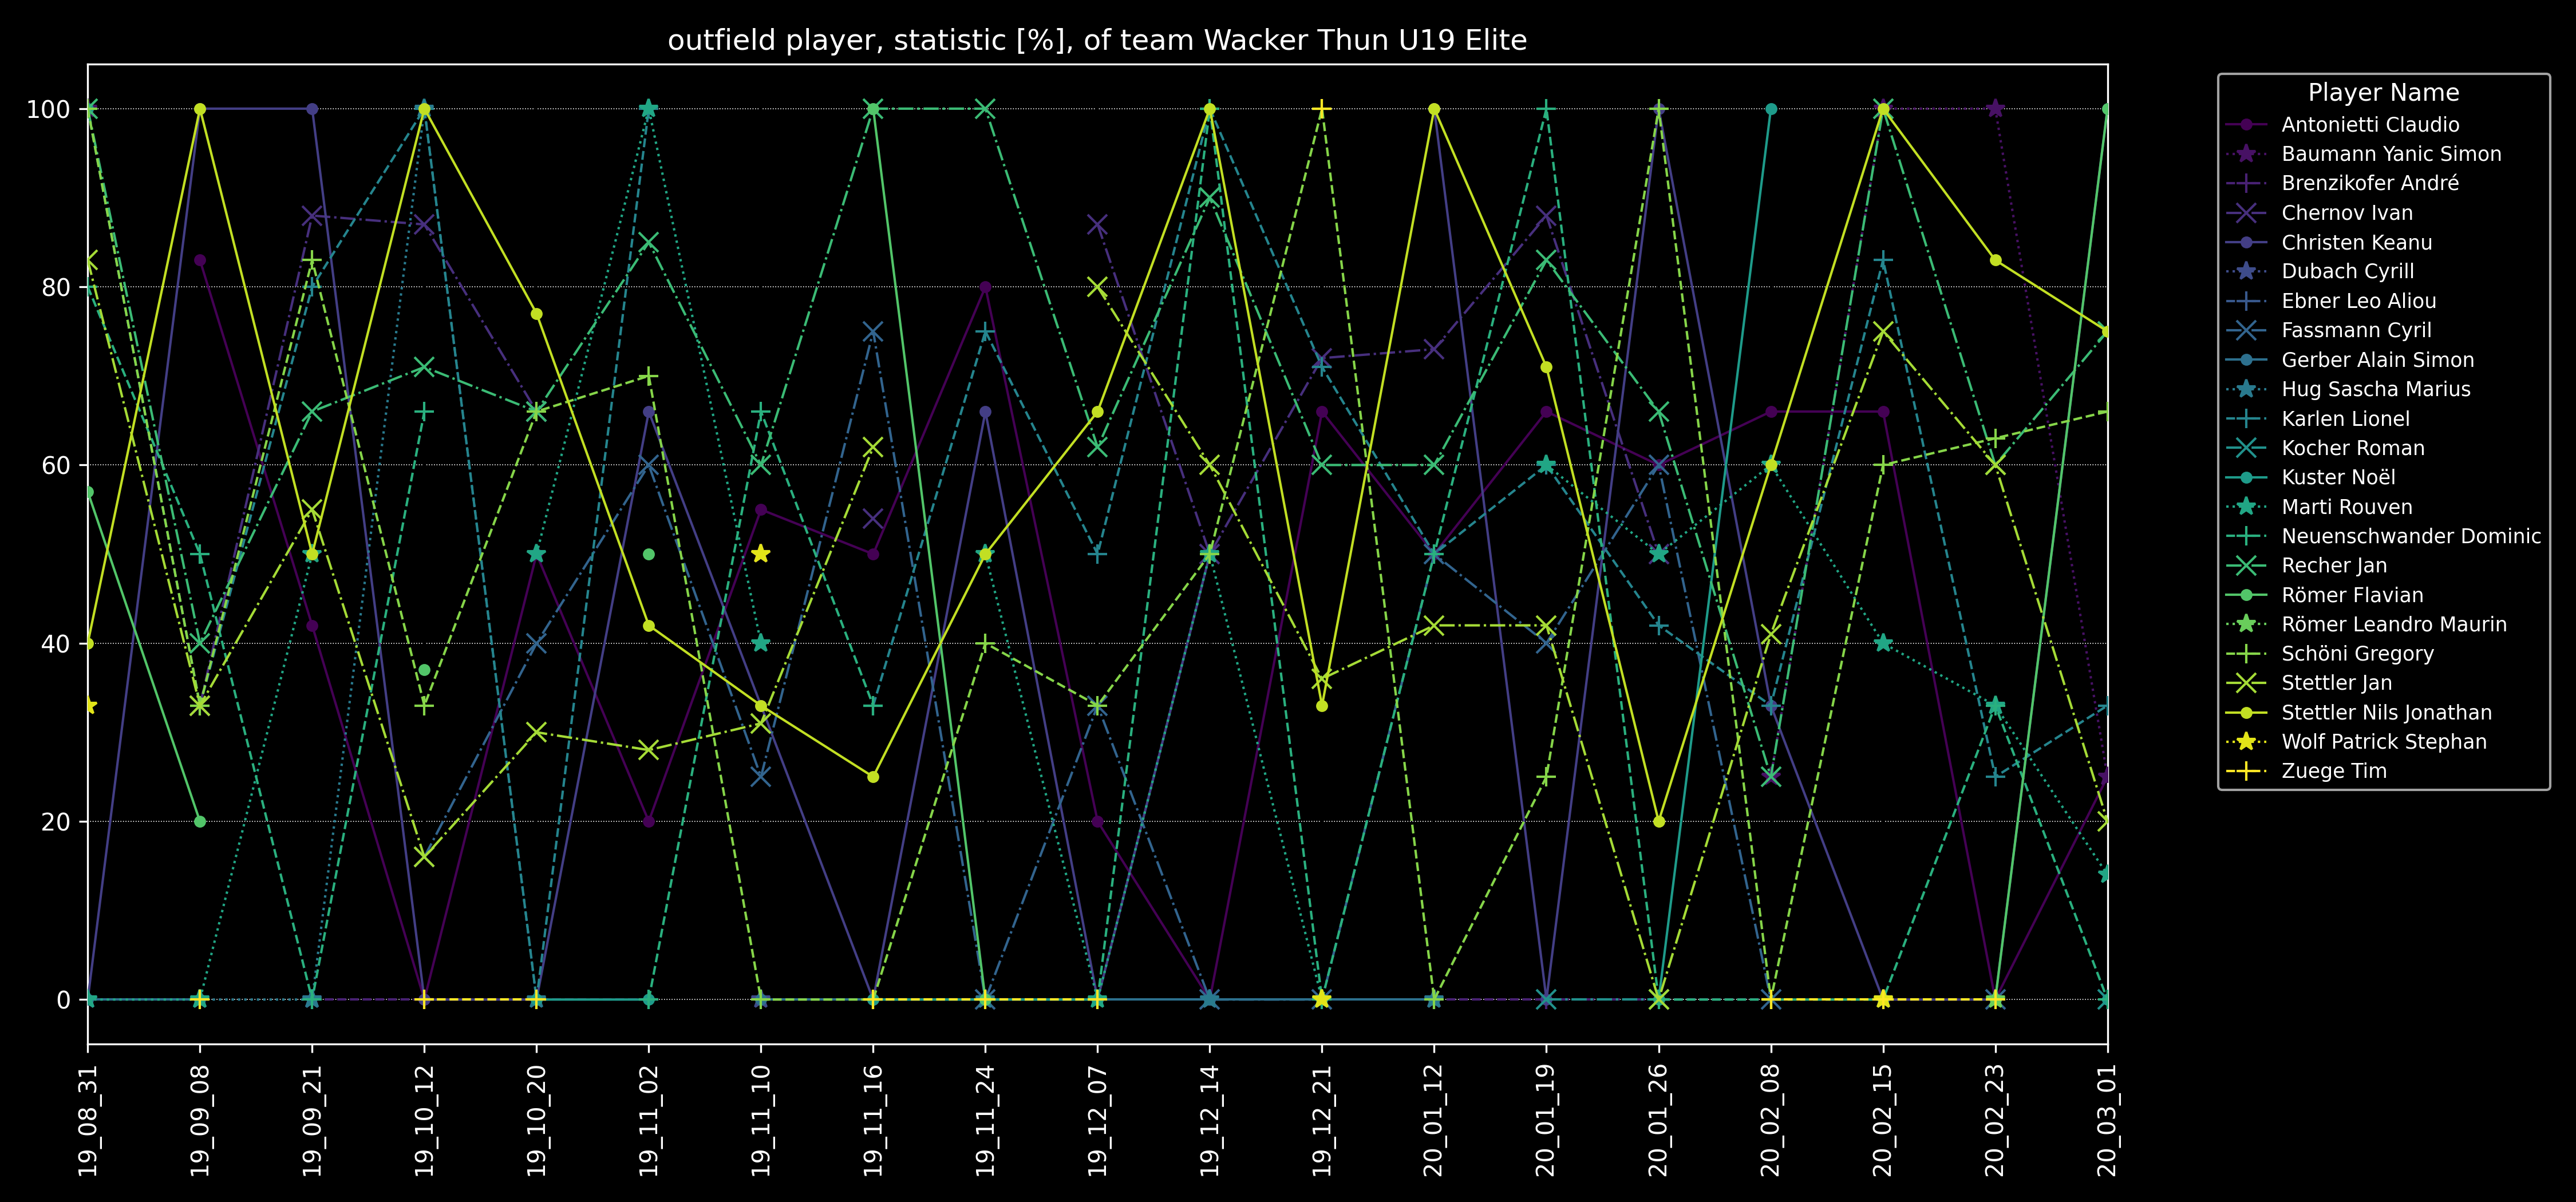 outfield player, statistic [%], of team Wacker Thun U19 Elite
100
80
60
40
20
0
19_08_31
19_09_08
19_09_21
19_10_12
19_10_20
19_11_02
19_11_10
19_11_16
19_11_24
19_12_07
19_12_14
19_12_21
20_01_12
20_01_19
20_01_26
20_02_08
20_02_15
20_02_23
20_03_01
Player Name
Antonietti Claudio
Baumann Yanic Simon
Brenzikofer André
Chernov Ivan
Christen Keanu
Dubach Cyrill
Ebner Leo Aliou
Fassmann Cyril
Gerber Alain Simon
Hug Sascha Marius
Karlen Lionel
Kocher Roman
Kuster Noël
Marti Rouven
Neuenschwander Dominic
Recher Jan
Römer Flavian
Römer Leandro Maurin
Schöni Gregory
Stettler Jan
Stettler Nils Jonathan
Wolf Patrick Stephan
Zuege Tim